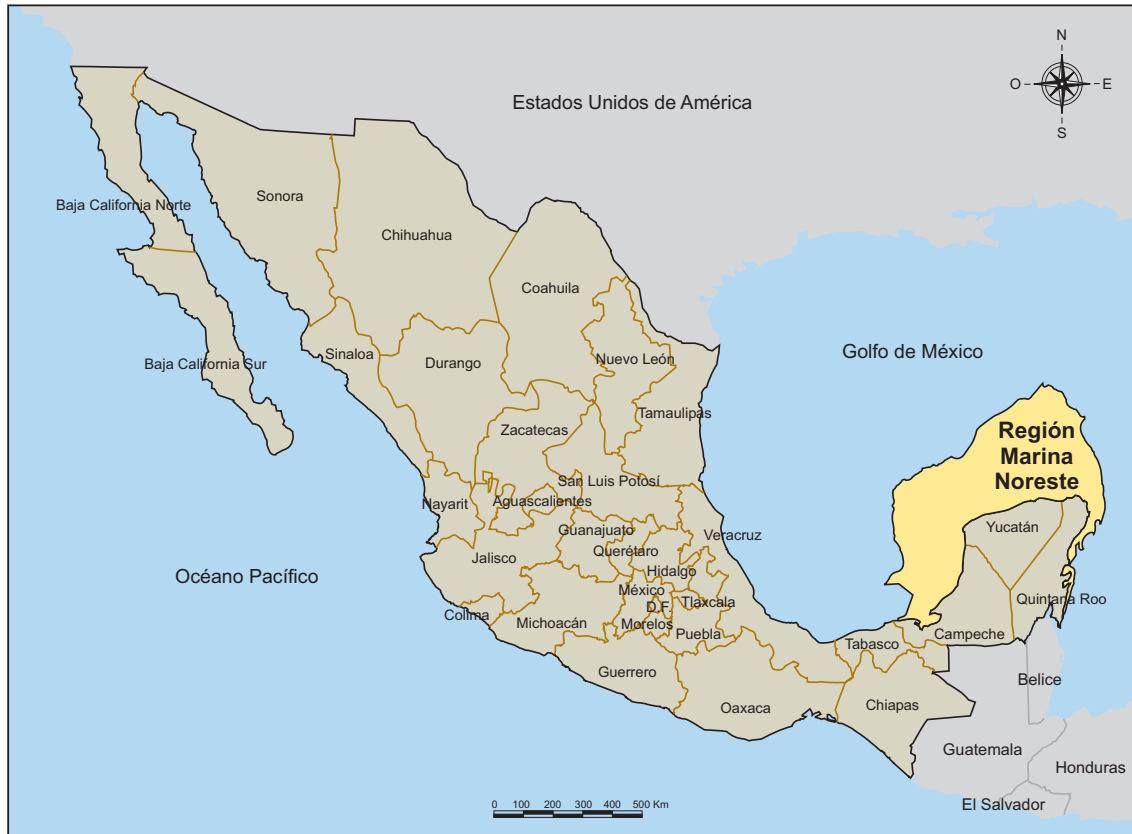 N
Estados Unidos de América
O
E
S
Sonora
Baja California Norte
Chihuahua
Coahuila
Sinaloa
Durango
Nuevo León
Golfo de México
Baja California Sur
Tamaulipas
Zacatecas
Región
Marina
Noreste
San Luis Potosí
Nayarit
Aguascalientes
Guanajuato
Veracruz
Yucatán
Querétaro
Jalisco
Hidalgo
Océano Pacífico
México
Tlaxcala
Quintana Roo
D.F.
Colima
Michoacán
Morelos
Puebla
Campeche
Tabasco
Guerrero
Belice
Oaxaca
Chiapas
Guatemala
Honduras
0 100 200 300 400 500 Km
El Salvador